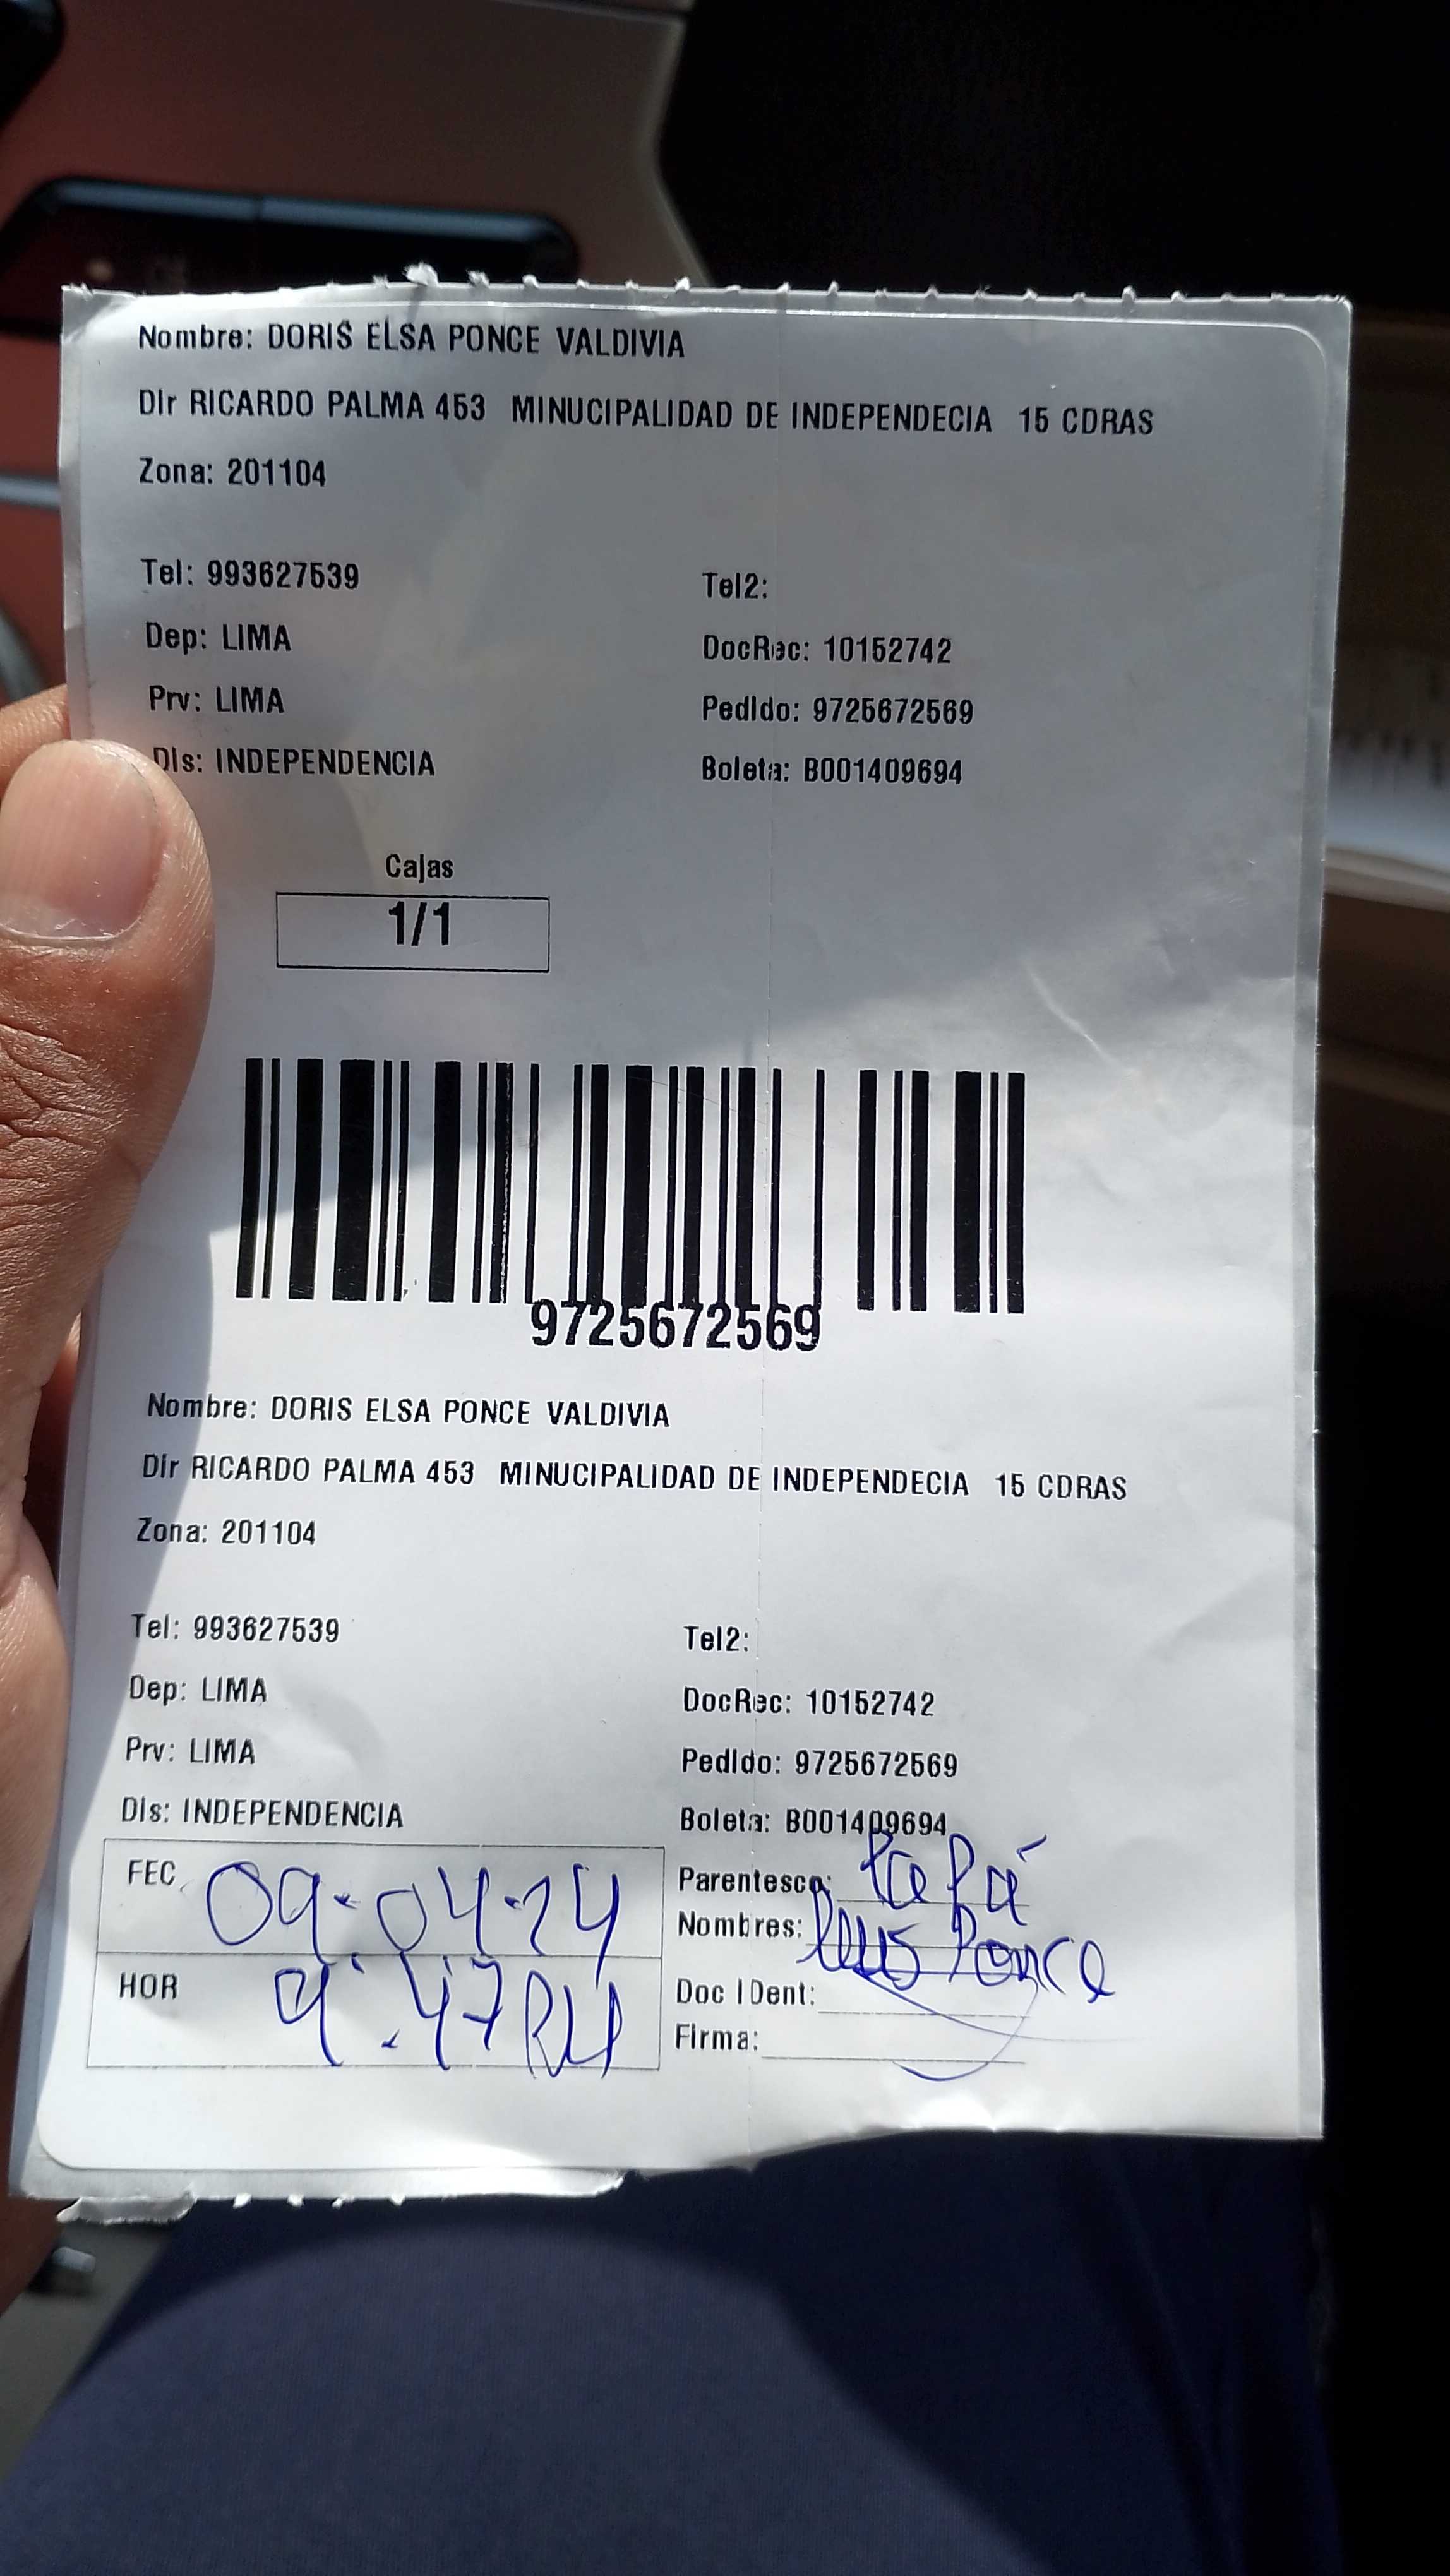 Nombre: DORIS ELSA PONCE VALDIVIA
Dir RICARDO PALMA 453 MINUCIPALIDAD DE INDEPENDECIA 15 CDRAS
Zona: 201104
Tel: 993627539 Tel2:
Dep: LIMA DocRec: 10152742
Prv: LIMA Pedido: 9725672569
Dis: INDEPENDENCIA Boleta: B001409694
Cajas
1/1
9725672569
Nombre: DORIS ELSA PONCE VALDIVIA
Dir RICARDO PALMA 453 MINUCIPALIDAD DE INDEPENDECIA 15 CDRAS
Zona: 201104
Tel: 993627539 Tel2:
Dep: LIMA DocRec: 10152742
Prv: LIMA Pedido: 9725672569
Dis: INDEPENDENCIA Boleta: B001409694
FEC 09.04.24 Parentesco: Papá
Nombres: Luis Ponce
HOR 9:47 Doc IDent:
Firma: